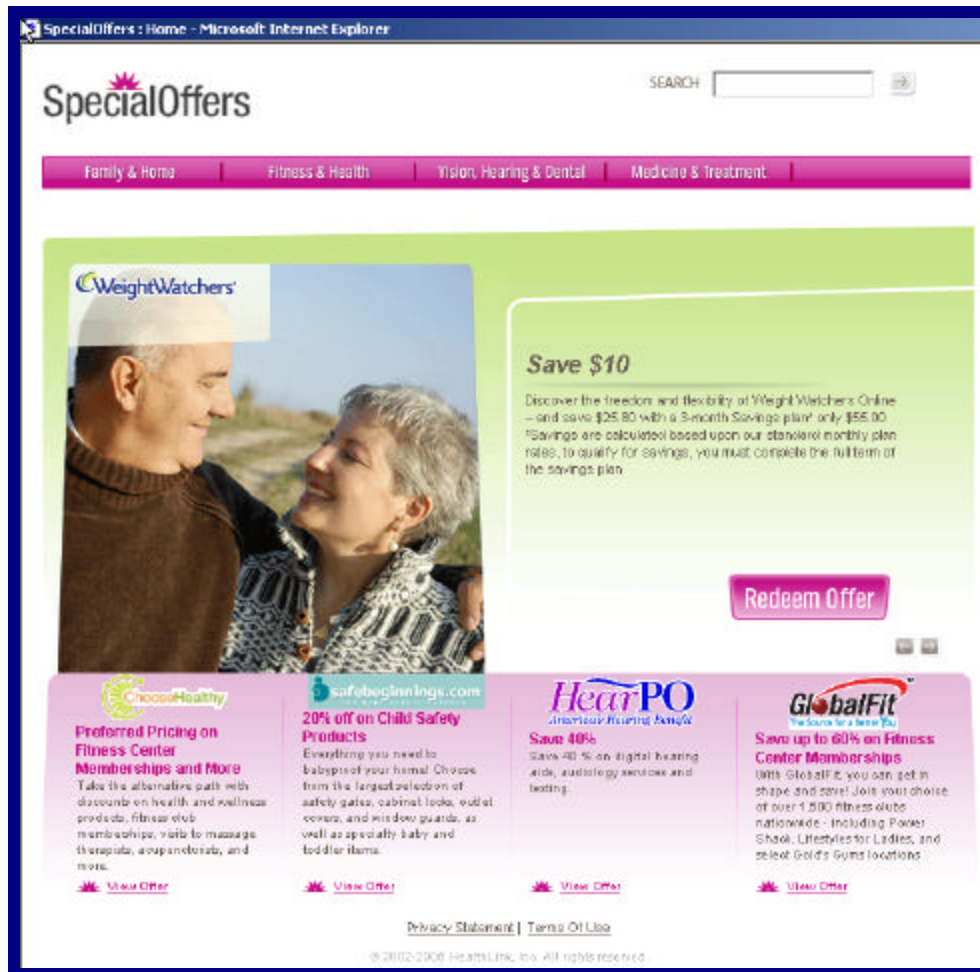 SpecialOffers : Home - Microsoft Internet Explorer
SpecialOffers
SEARCH
Family & Home
Fitness & Health
Vision, Hearing & Dental
Medicine & Treatment
WeightWatchers
Save $10
Discover the freedom and flexibility of Weight Watchers Online
– and save $25.80 with a 3-month Savings plan* only $55.00
*Savings are calculated based upon our standard monthly plan
rates, to qualify for savings, you must complete the full term of
the savings plan
Redeem Offer
ChooseHealthy
Preferred Pricing on
Fitness Center
Memberships and More
Take the alternative path with
discounts on health and wellness
products, fitness club
memberships, visits to massage
therapists, acupuncturists, and
more.
View Offer
safebeginnings.com
20% off on Child Safety
Products
Everything you need to
babyproof your home! Choose
from the largest selection of
safety gates, cabinet locks, outlet
covers, and window guards, as
well as specialty baby and
toddler items.
View Offer
HearPO
America's Hearing Benefit
Save 40%
Save 40 % on digital hearing
aids, audiology services and
testing.
View Offer
GlobalFit
The Source for a Better You
Save up to 60% on Fitness
Center Memberships
With GlobalFit, you can get in
shape and save! Join your choice
of over 1,500 fitness clubs
nationwide - including Power
Shack, Lifestyles for Ladies, and
select Gold's Gyms locations
View Offer
Privacy Statement | Terms Of Use
© 2002-2008 HealthLink, Inc. All rights reserved.